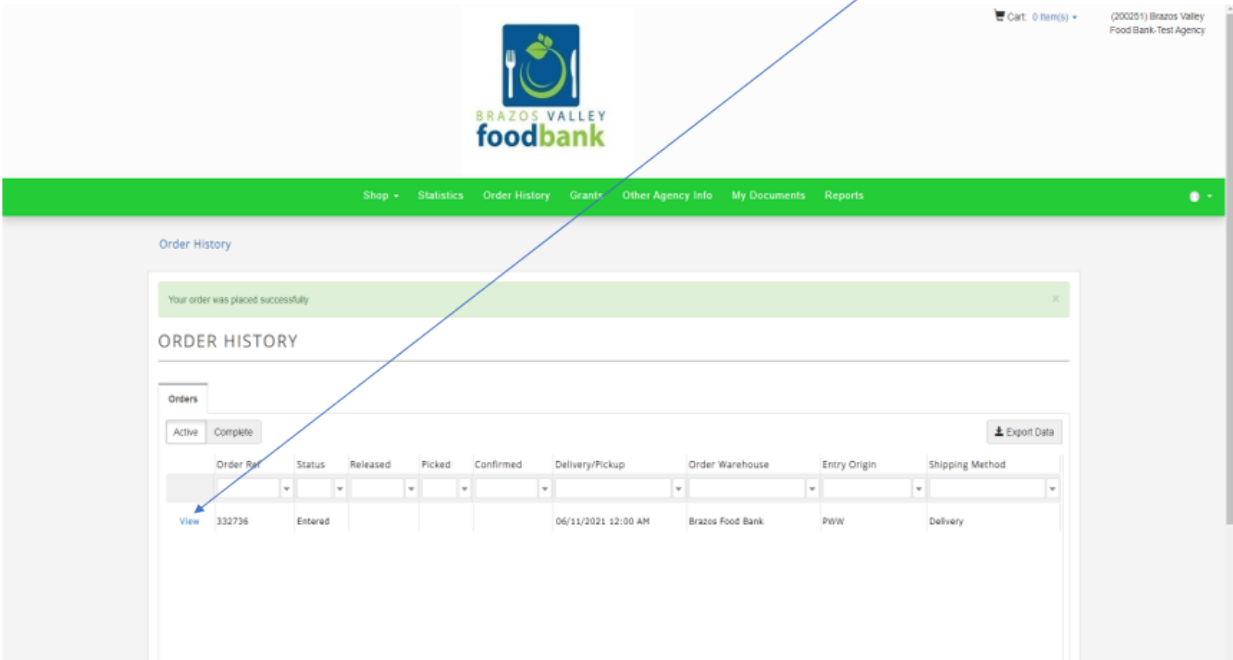 Cart: 0 Item(s)
(200251) Brazos Valley
Food Bank-Test Agency
BRAZOS VALLEY
foodbank
Shop Statistics Order History Grants Other Agency Info My Documents Reports
Order History
Your order was placed successfully x
ORDER HISTORY
Orders
Active Complete Export Data
Order Ref Status Released Picked Confirmed Delivery/Pickup Order Warehouse Entry Origin Shipping Method
View 332736 Entered 06/11/2021 12:00 AM Brazos Food Bank PWW Delivery